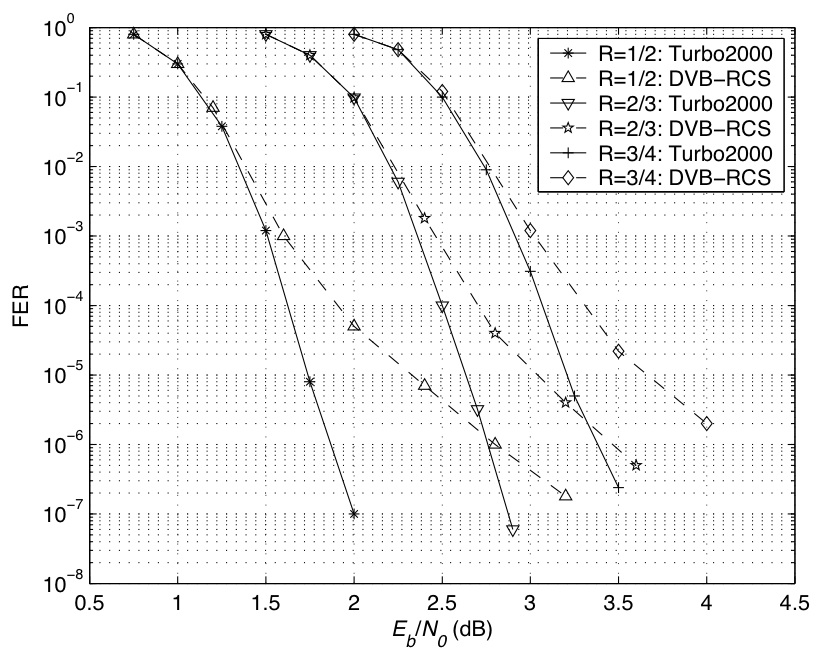 10^0
10^-1
10^-2
10^-3
10^-4
10^-5
10^-6
10^-7
10^-8
FER
0.5 1 1.5 2 2.5 3 3.5 4 4.5
E_b/N_0 (dB)
R=1/2: Turbo2000
R=1/2: DVB-RCS
R=2/3: Turbo2000
R=2/3: DVB-RCS
R=3/4: Turbo2000
R=3/4: DVB-RCS